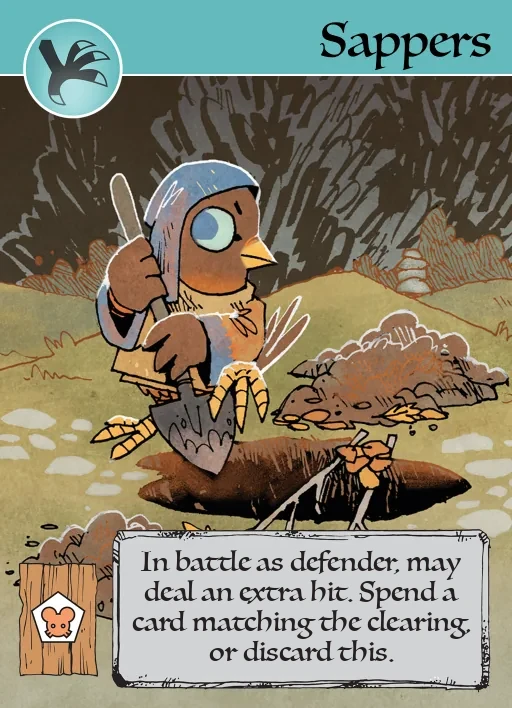 Sappers
In battle as defender, may
deal an extra hit. Spend a
card matching the clearing,
or discard this.